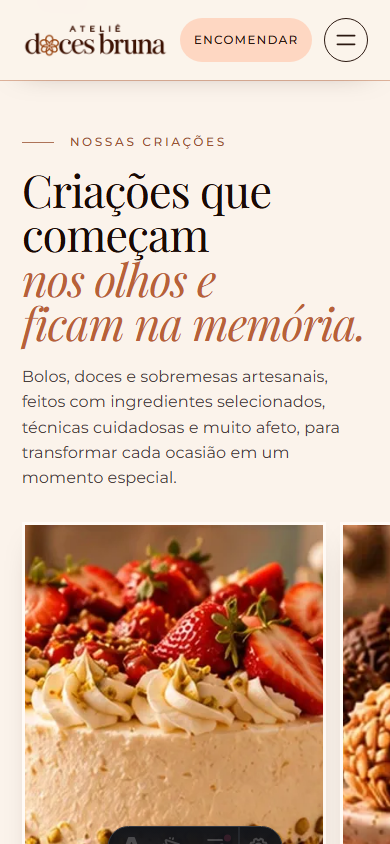 ATELIÊ
doces bruna
ENCOMENDAR
NOSSAS CRIAÇÕES
Criações que
começam
nos olhos e
ficam na memória.
Bolos, doces e sobremesas artesanais,
feitos com ingredientes selecionados,
técnicas cuidadosas e muito afeto, para
transformar cada ocasião em um
momento especial.